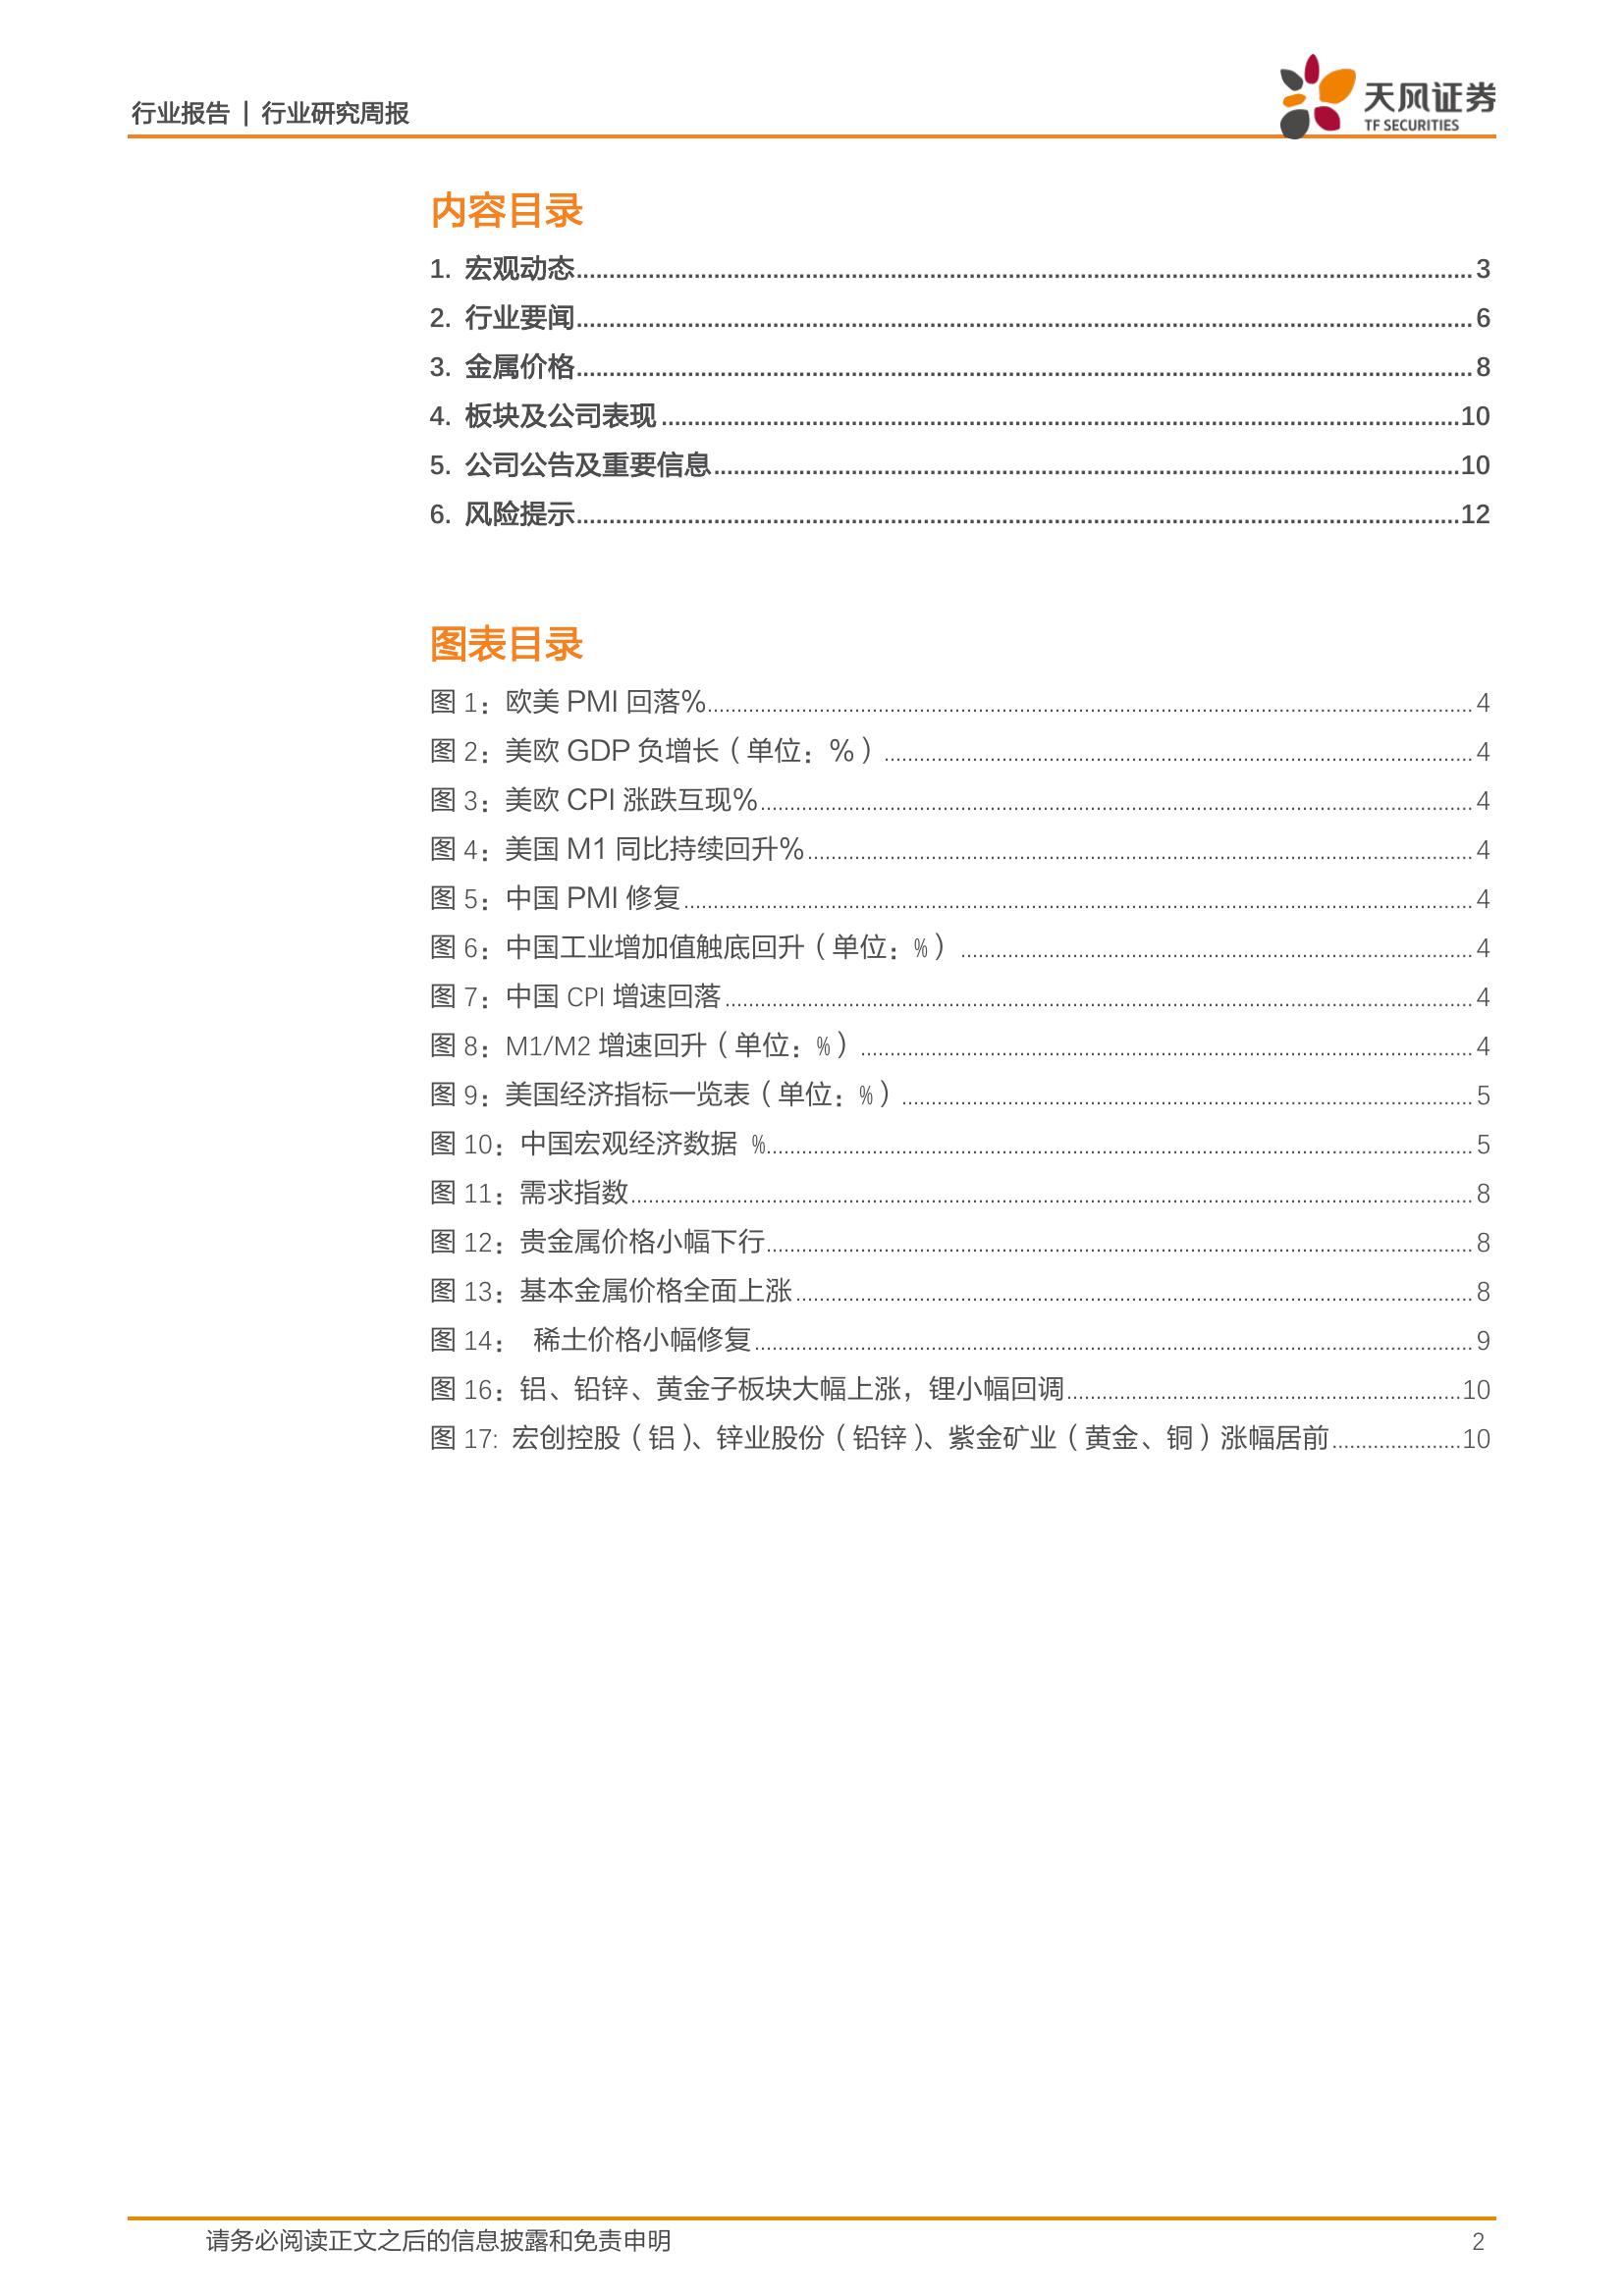 行业报告 | 行业研究周报
天风证券
TF SECURITIES
内容目录
1. 宏观动态 3
2. 行业要闻 6
3. 金属价格 8
4. 板块及公司表现 10
5. 公司公告及重要信息 10
6. 风险提示 12
图表目录
图 1：欧美 PMI 回落% 4
图 2：美欧 GDP 负增长（单位：%） 4
图 3：美欧 CPI 涨跌互现% 4
图 4：美国 M1 同比持续回升% 4
图 5：中国 PMI 修复 4
图 6：中国工业增加值触底回升（单位：%） 4
图 7：中国 CPI 增速回落 4
图 8：M1/M2 增速回升（单位：%） 4
图 9：美国经济指标一览表（单位：%） 5
图 10：中国宏观经济数据 % 5
图 11：需求指数 8
图 12：贵金属价格小幅下行 8
图 13：基本金属价格全面上涨 8
图 14： 稀土价格小幅修复 9
图 16：铝、铅锌、黄金子板块大幅上涨，锂小幅回调 10
图 17: 宏创控股（铝）、锌业股份（铅锌）、紫金矿业（黄金、铜）涨幅居前 10
请务必阅读正文之后的信息披露和免责申明 2